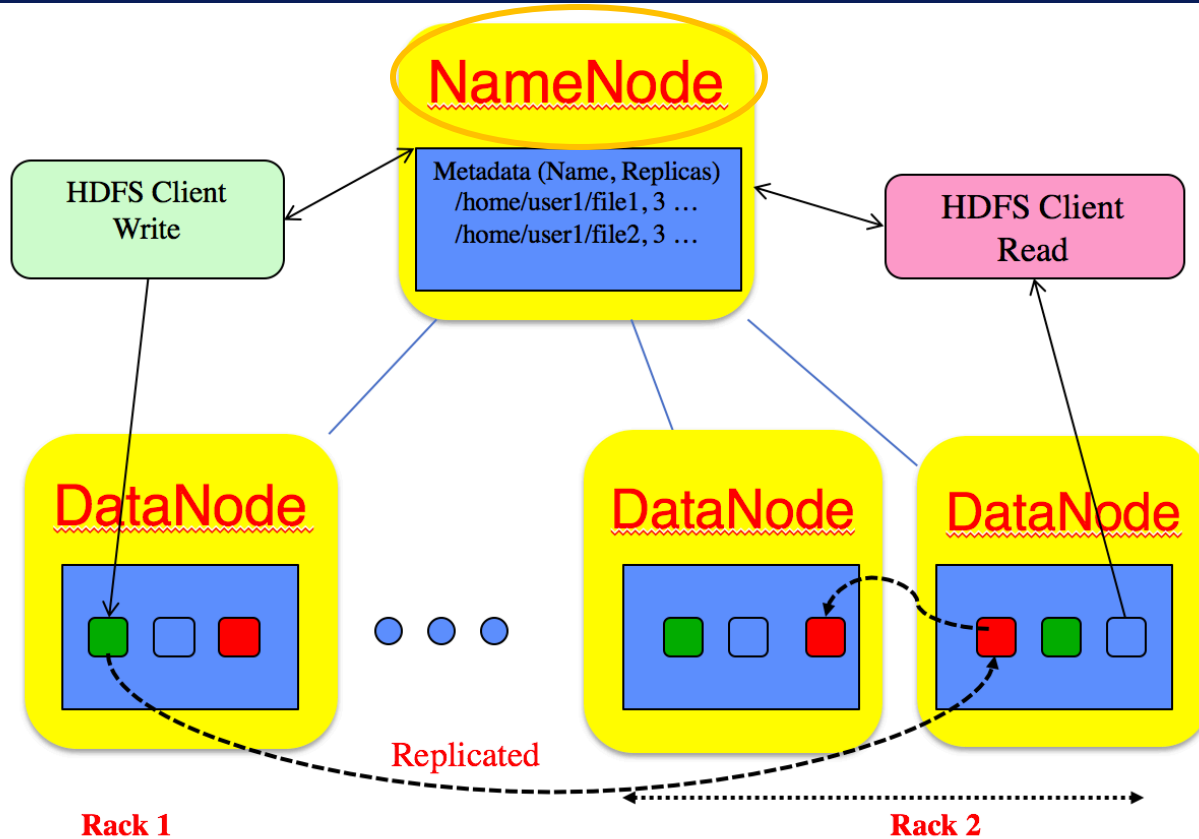 NameNode
Metadata (Name, Replicas)
/home/user1/file1, 3 …
/home/user1/file2, 3 …
HDFS Client
Write
HDFS Client
Read
DataNode
DataNode
DataNode
Replicated
Rack 1
Rack 2